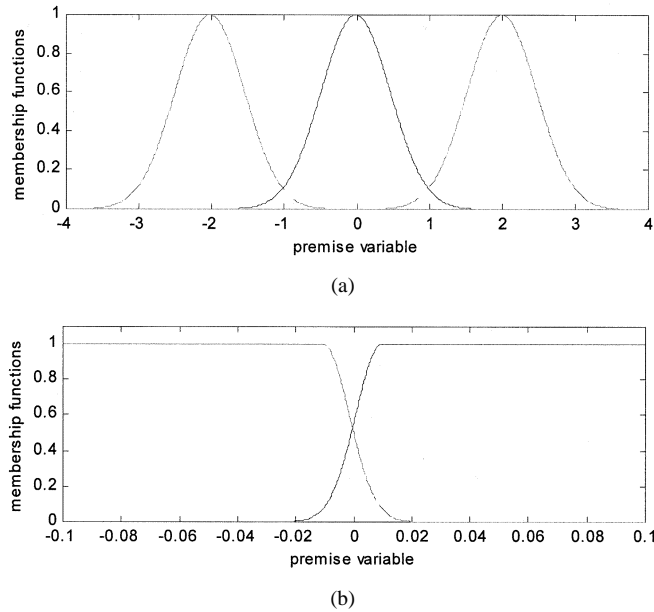 membership functions
1
0.8
0.6
0.4
0.2
0
-4 -3 -2 -1 0 1 2 3 4
premise variable
(a)
membership functions
1
0.8
0.6
0.4
0.2
0
-0.1 -0.08 -0.06 -0.04 -0.02 0 0.02 0.04 0.06 0.08 0.1
premise variable
(b)